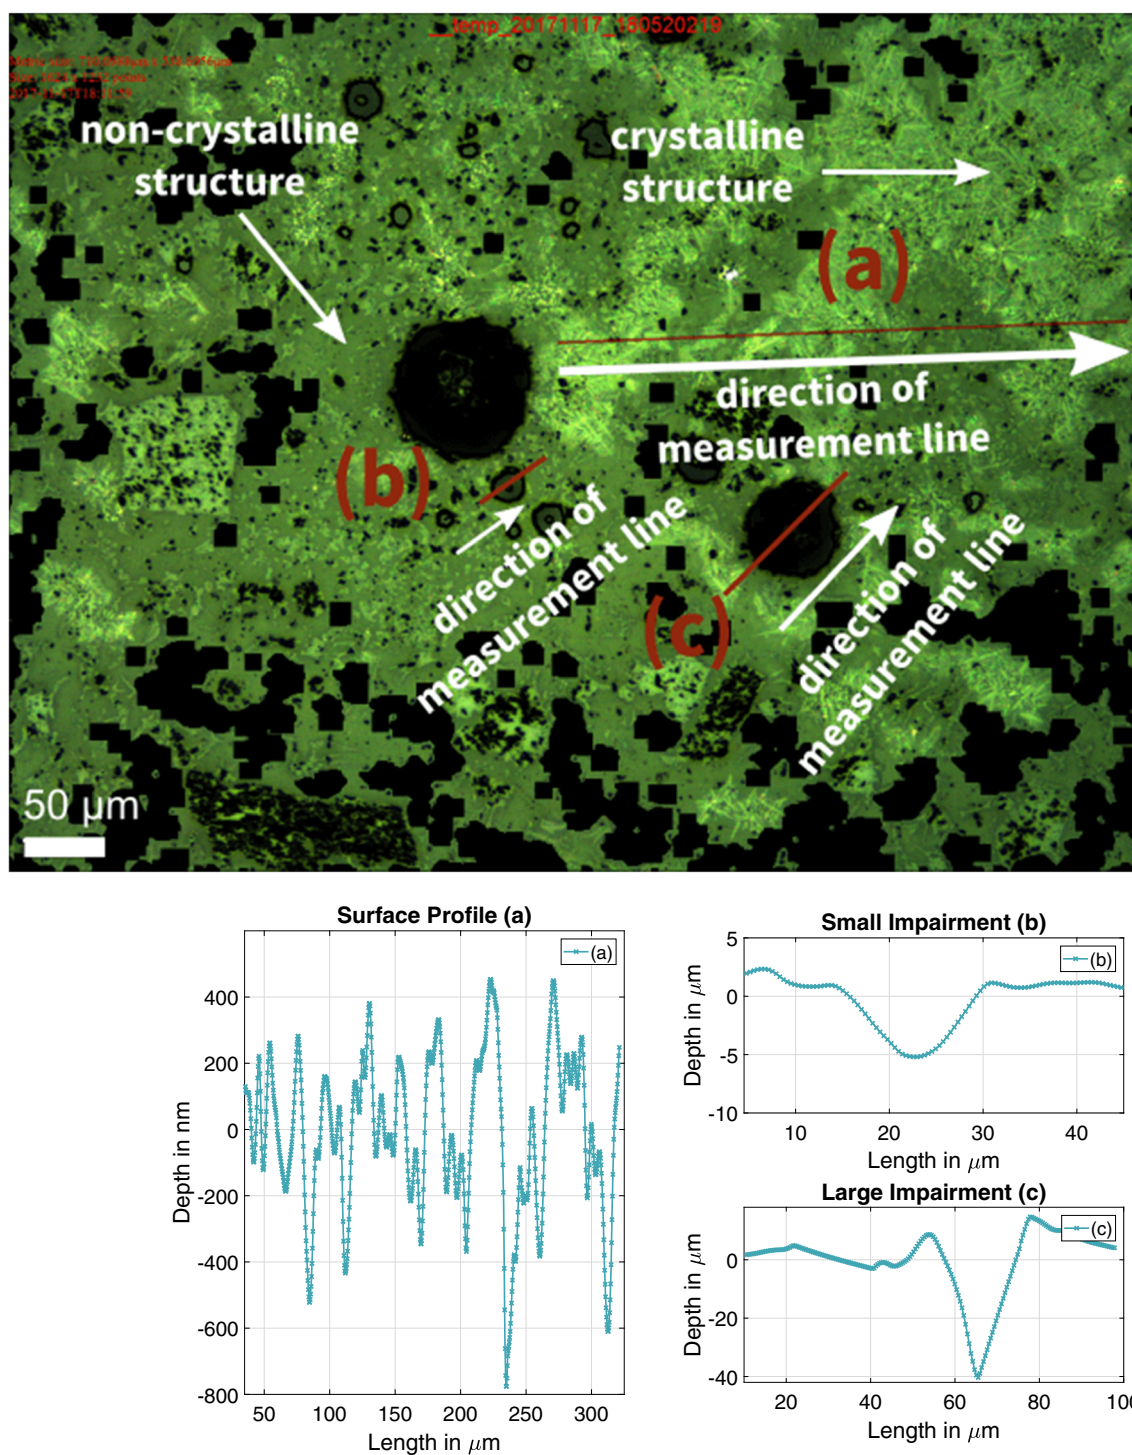 __temp_20171117_180520219
non-crystalline
structure
crystalline
structure
(a)
direction of
measurement line
(b)
direction of
measurement line
(c)
direction of
measurement line
50 µm
Surface Profile (a)
(a)
400
200
0
-200
-400
-600
-800
Depth in nm
50
100
150
200
250
300
Length in µm
Small Impairment (b)
(b)
5
0
-5
-10
Depth in µm
10
20
30
40
Length in µm
Large Impairment (c)
(c)
0
-20
-40
Depth in µm
20
40
60
80
Length in µm